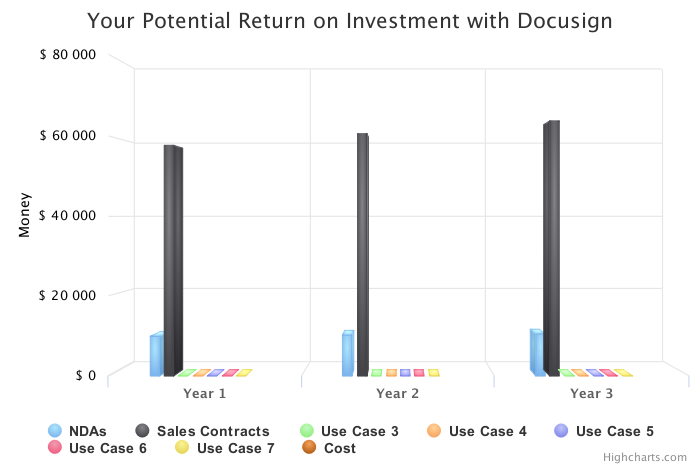 Your Potential Return on Investment with Docusign
$ 80 000
$ 60 000
$ 40 000
$ 20 000
$ 0
Money
Year 1 Year 2 Year 3
NDAs Sales Contracts Use Case 3 Use Case 4 Use Case 5
Use Case 6 Use Case 7 Cost
Highcharts.com